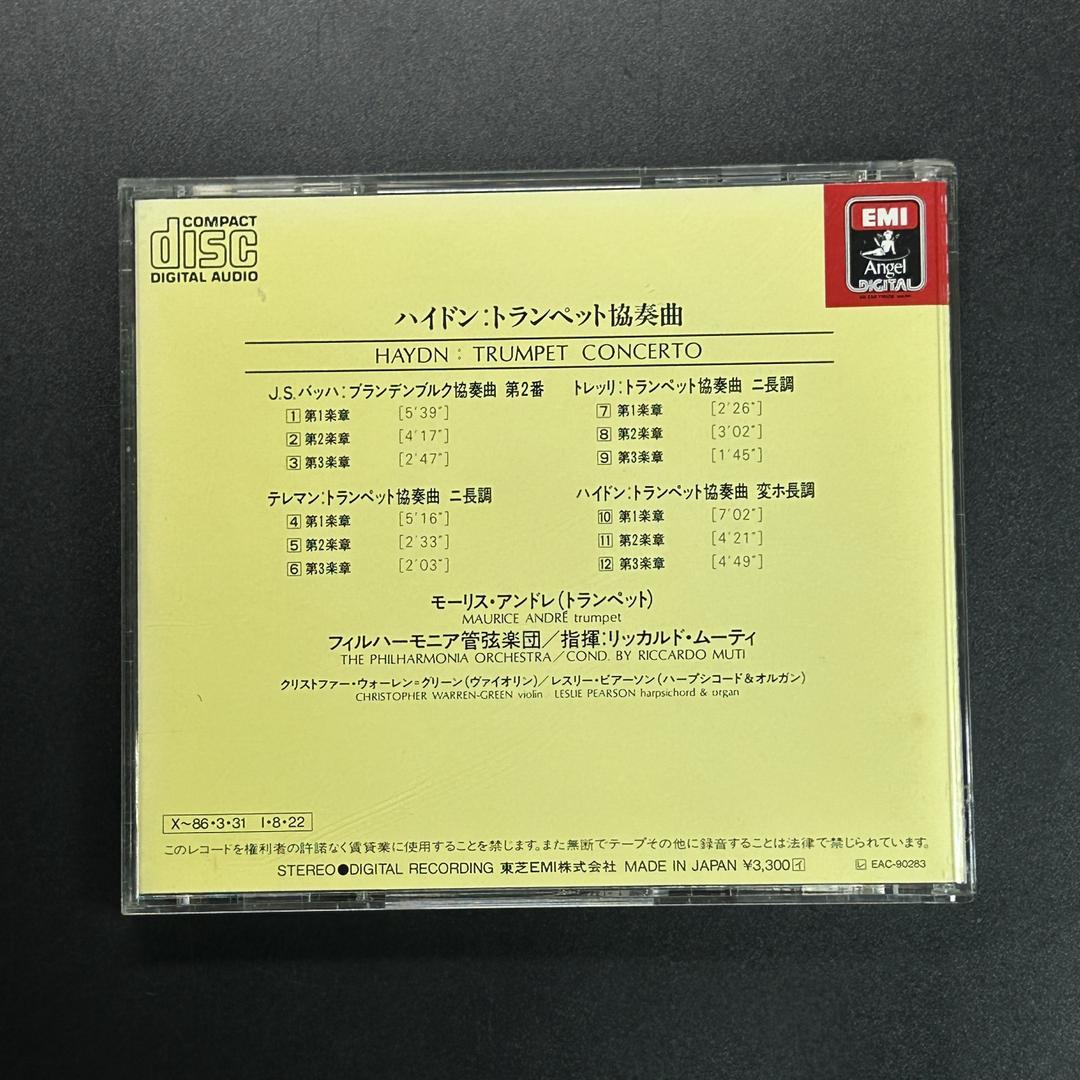 COMPACT
disc
DIGITAL AUDIO
EMI
Angel
DIGITAL
ハイドン:トランペット協奏曲
HAYDN : TRUMPET CONCERTO
J.S.バッハ:ブランデンブルク協奏曲 第2番
1 第1楽章 [5'39"]
2 第2楽章 [4'17"]
3 第3楽章 [2'47"]
テレマン:トランペット協奏曲 ニ長調
4 第1楽章 [5'16"]
5 第2楽章 [2'33"]
6 第3楽章 [2'03"]
トレッリ:トランペット協奏曲 ニ長調
7 第1楽章 [2'26"]
8 第2楽章 [3'02"]
9 第3楽章 [1'45"]
ハイドン:トランペット協奏曲 変ホ長調
10 第1楽章 [7'02"]
11 第2楽章 [4'21"]
12 第3楽章 [4'49"]
モーリス・アンドレ(トランペット)
MAURICE ANDRÉ trumpet
フィルハーモニア管弦楽団/指揮:リッカルド・ムーティ
THE PHILHARMONIA ORCHESTRA/COND. BY RICCARDO MUTI
クリストファー・ウォーレン=グリーン(ヴァイオリン)/レスリー・ピアーソン(ハープシコード&オルガン)
CHRISTOPHER WARREN-GREEN violin LESLIE PEARSON harpsichord & organ
X~86・3・31 I・8・22
このレコードを権利者の許諾なく賃貸業に使用することを禁じます。また無断でテープその他に録音することは法律で禁じられています。
STEREO●DIGITAL RECORDING 東芝EMI株式会社 MADE IN JAPAN ¥3,300イ
L EAC-90283